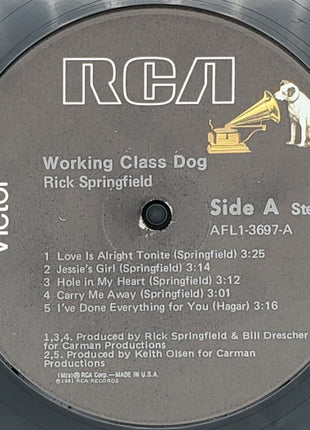 RCA
Victor
Working Class Dog
Rick Springfield
Side A Ste
AFL1-3697-A
1 Love Is Alright Tonite (Springfield) 3:25
2 Jessie's Girl (Springfield) 3:14
3 Hole in My Heart (Springfield) 3:12
4 Carry Me Away (Springfield) 3:01
5 I've Done Everything for You (Hagar) 3:16
1,3,4. Produced by Rick Springfield & Bill Drescher
for Carman Productions
2,5. Produced by Keith Olsen for Carman
Productions
TM(s) ® RCA Corp.—Made in U.S.A.
℗ 1981 RCA RECORDS